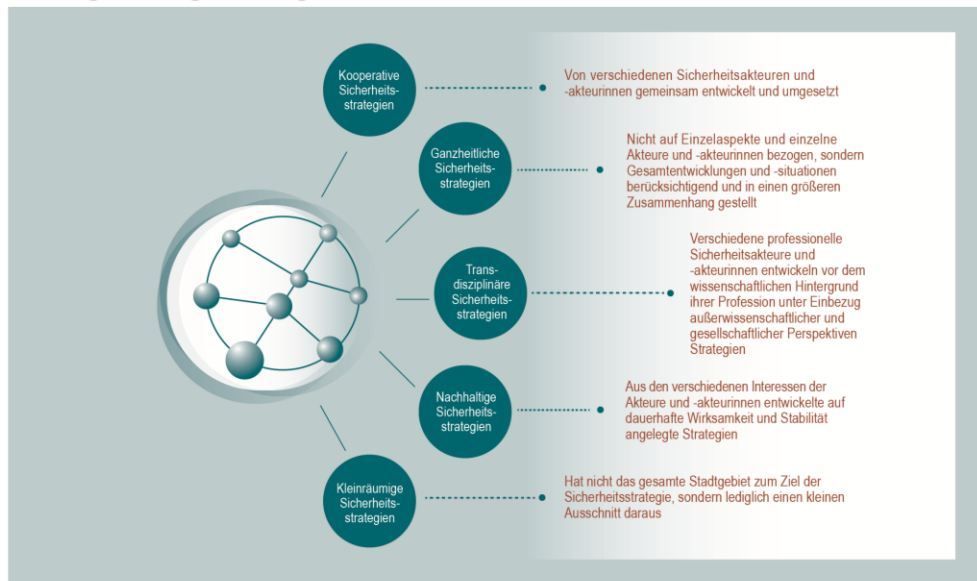 Kooperative
Sicherheits-
strategien
Von verschiedenen Sicherheitsakteuren und
-akteurinnen gemeinsam entwickelt und umgesetzt
Ganzheitliche
Sicherheits-
strategien
Nicht auf Einzelaspekte und einzelne
Akteure und -akteurinnen bezogen, sondern
Gesamtentwicklungen und -situationen
berücksichtigend und in einen größeren
Zusammenhang gestellt
Trans-
disziplinäre
Sicherheits-
strategien
Verschiedene professionelle
Sicherheitsakteure und
-akteurinnen entwickeln vor dem
wissenschaftlichen Hintergrund
ihrer Profession unter Einbezug
außerwissenschaftlicher und
gesellschaftlicher Perspektiven
Strategien
Nachhaltige
Sicherheits-
strategien
Aus den verschiedenen Interessen der
Akteure und -akteurinnen entwickelte auf
dauerhafte Wirksamkeit und Stabilität
angelegte Strategien
Kleinräumige
Sicherheits-
strategien
Hat nicht das gesamte Stadtgebiet zum Ziel der
Sicherheitsstrategie, sondern lediglich einen kleinen
Ausschnitt daraus